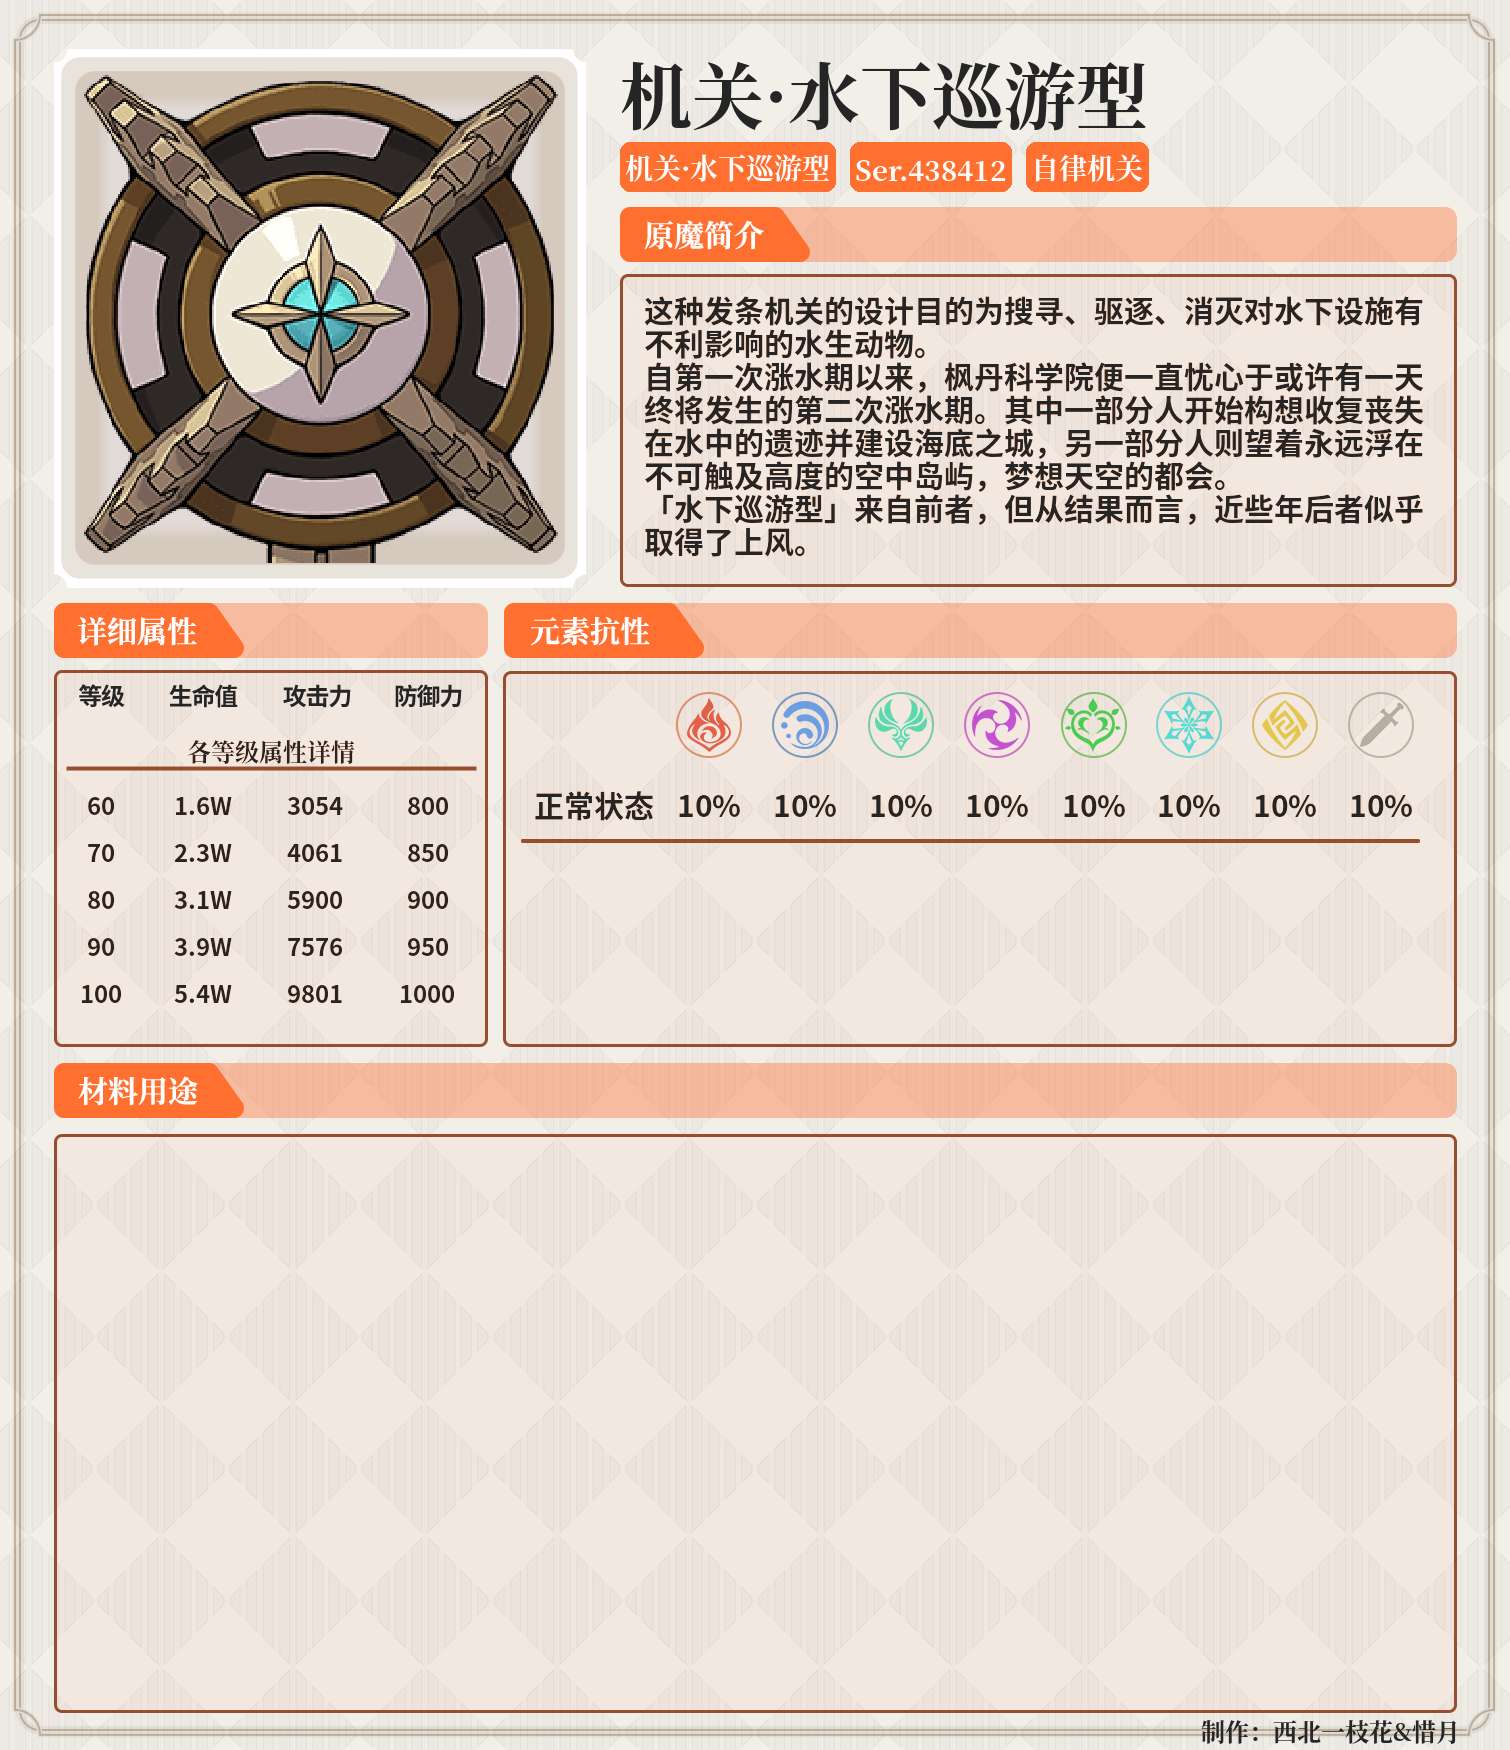 机关·水下巡游型
机关·水下巡游型 Ser.438412 自律机关
原魔简介
这种发条机关的设计目的为搜寻、驱逐、消灭对水下设施有
不利影响的水生动物。
自第一次涨水期以来，枫丹科学院便一直忧心于或许有一天
终将发生的第二次涨水期。其中一部分人开始构想收复丧失
在水中的遗迹并建设海底之城，另一部分人则望着永远浮在
不可触及高度的空中岛屿，梦想天空的都会。
「水下巡游型」来自前者，但从结果而言，近些年后者似乎
取得了上风。
详细属性
等级 生命值 攻击力 防御力
各等级属性详情
60 1.6W 3054 800
70 2.3W 4061 850
80 3.1W 5900 900
90 3.9W 7576 950
100 5.4W 9801 1000
元素抗性
正常状态 10% 10% 10% 10% 10% 10% 10% 10%
材料用途
制作：西北一枝花&惜月